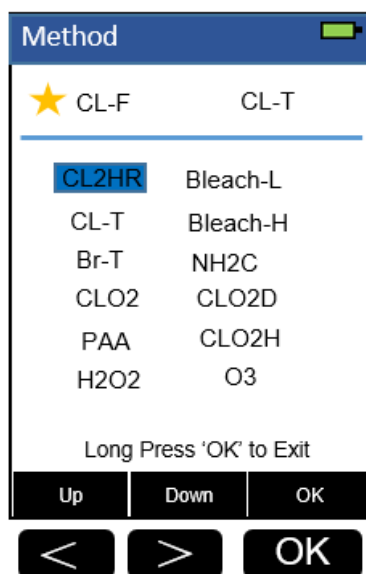 Method
CL-F CL-T
CL2HR Bleach-L
CL-T Bleach-H
Br-T NH2C
CLO2 CLO2D
PAA CLO2H
H2O2 O3
Long Press ‘OK’ to Exit
Up Down OK
< > OK